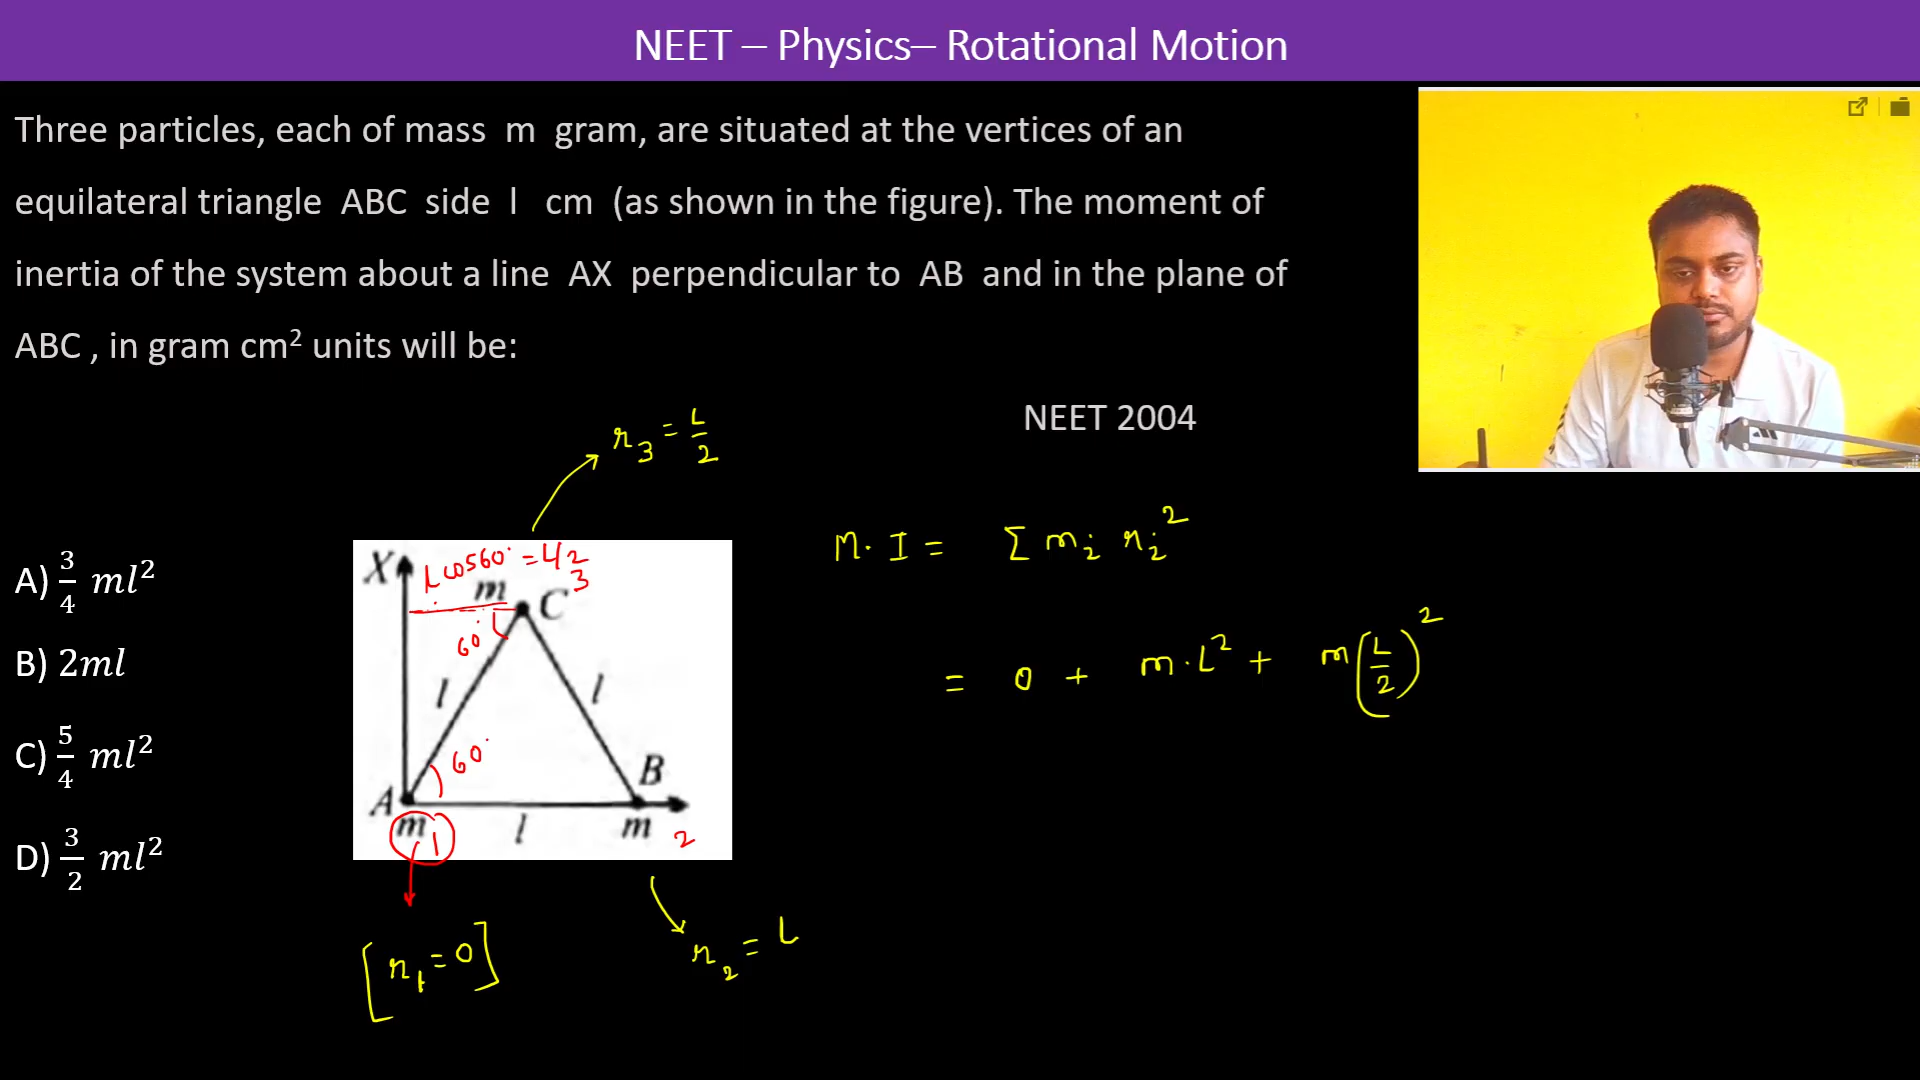 NEET – Physics– Rotational Motion
Three particles, each of mass m gram, are situated at the vertices of an
equilateral triangle ABC side l cm (as shown in the figure). The moment of
inertia of the system about a line AX perpendicular to AB and in the plane of
ABC , in gram cm² units will be:
NEET 2004
r₃ = L/2
A) 3/4 ml²
B) 2ml
C) 5/4 ml²
D) 3/2 ml²
X
L cos60° = L/2
m C 3
60°
l l
60°
A B
m 1 l m 2
[r₁ = 0]
r₂ = L
M.I = Σ mᵢ rᵢ²
= 0 + m.L² + m(L/2)²